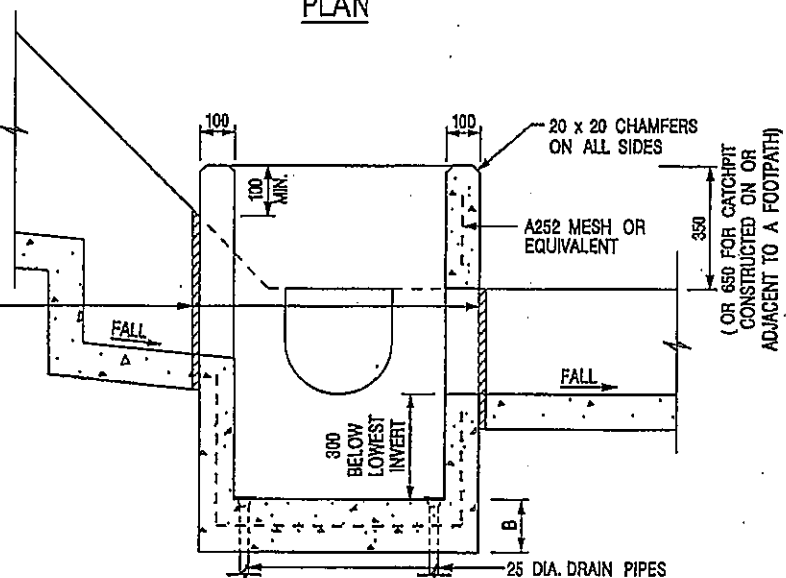 PLAN
100
100
20 x 20 CHAMFERS
ON ALL SIDES
100
MIN.
A252 MESH OR
EQUIVALENT
350
(OR 650 FOR CATCHPIT
CONSTRUCTED ON OR
ADJACENT TO A FOOTPATH)
FALL
FALL
300
BELOW
LOWEST
INVERT
B
25 DIA. DRAIN PIPES